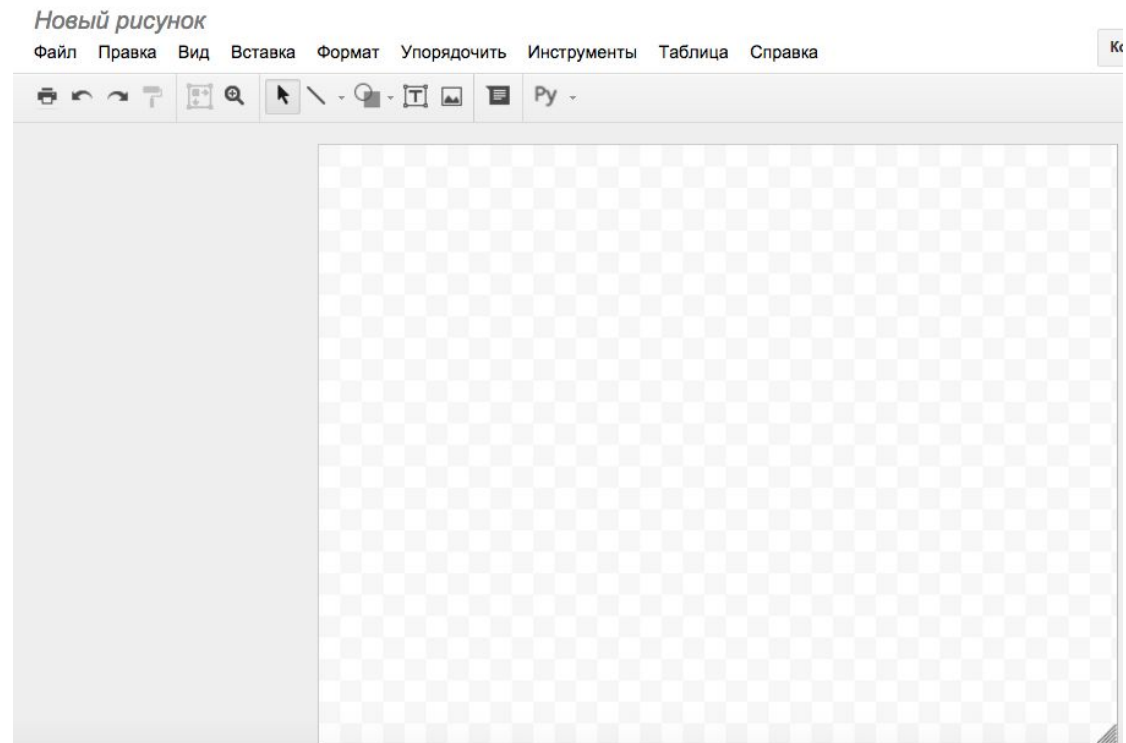 Новый рисунок
Файл Правка Вид Вставка Формат Упорядочить Инструменты Таблица Справка
Ру